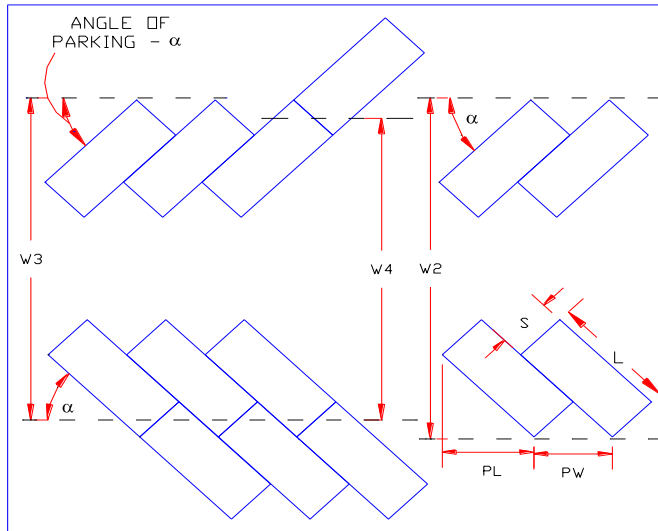 ANGLE OF
PARKING - α
α
W3
W4
W2
S
L
α
PL
PW